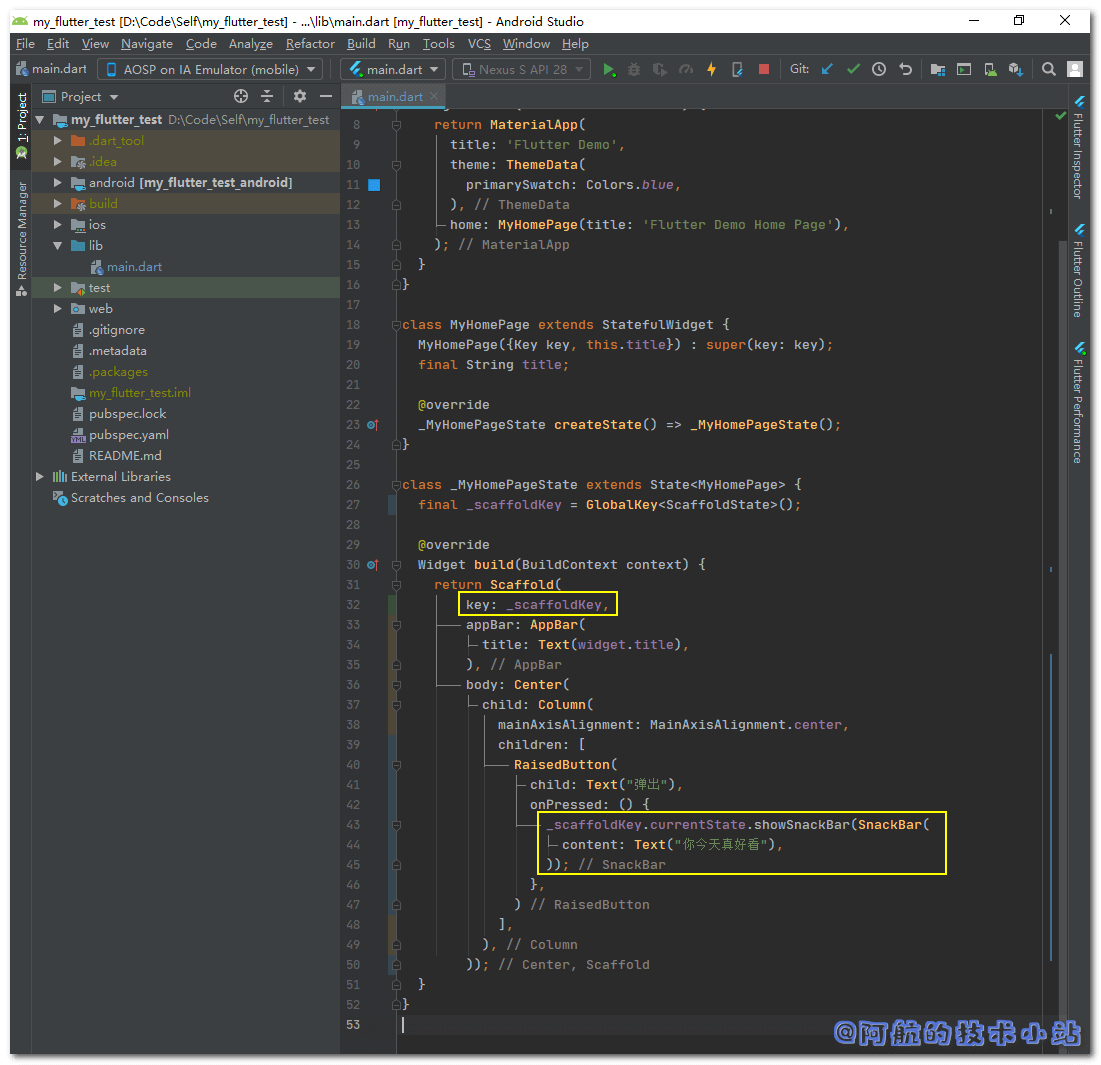 my_flutter_test [D:\Code\Self\my_flutter_test] - ...\lib\main.dart [my_flutter_test] - Android Studio
File Edit View Navigate Code Analyze Refactor Build Run Tools VCS Window Help
main.dart AOSP on IA Emulator (mobile) main.dart Nexus S API 28 Git:
Project main.dart
1: Project
Resource Manager
my_flutter_test D:\Code\Self\my_flutter_test
.dart_tool
.idea
android [my_flutter_test_android]
build
ios
lib
main.dart
test
web
.gitignore
.metadata
.packages
my_flutter_test.iml
pubspec.lock
pubspec.yaml
README.md
External Libraries
Scratches and Consoles
8 return MaterialApp(
9 title: 'Flutter Demo',
10 theme: ThemeData(
11 primarySwatch: Colors.blue,
12 ), // ThemeData
13 home: MyHomePage(title: 'Flutter Demo Home Page'),
14 ); // MaterialApp
15 }
16 }
17
18 class MyHomePage extends StatefulWidget {
19 MyHomePage({Key key, this.title}) : super(key: key);
20 final String title;
21
22 @override
23 _MyHomePageState createState() => _MyHomePageState();
24 }
25
26 class _MyHomePageState extends State<MyHomePage> {
27 final _scaffoldKey = GlobalKey<ScaffoldState>();
28
29 @override
30 Widget build(BuildContext context) {
31 return Scaffold(
32 key: _scaffoldKey,
33 appBar: AppBar(
34 title: Text(widget.title),
35 ), // AppBar
36 body: Center(
37 child: Column(
38 mainAxisAlignment: MainAxisAlignment.center,
39 children: [
40 RaisedButton(
41 child: Text("弹出"),
42 onPressed: () {
43 _scaffoldKey.currentState.showSnackBar(SnackBar(
44 content: Text("你今天真好看"),
45 )); // SnackBar
46 },
47 ) // RaisedButton
48 ],
49 ), // Column
50 )); // Center, Scaffold
51 }
52 }
53
Flutter Inspector
Flutter Outline
Flutter Performance
@阿航的技术小站